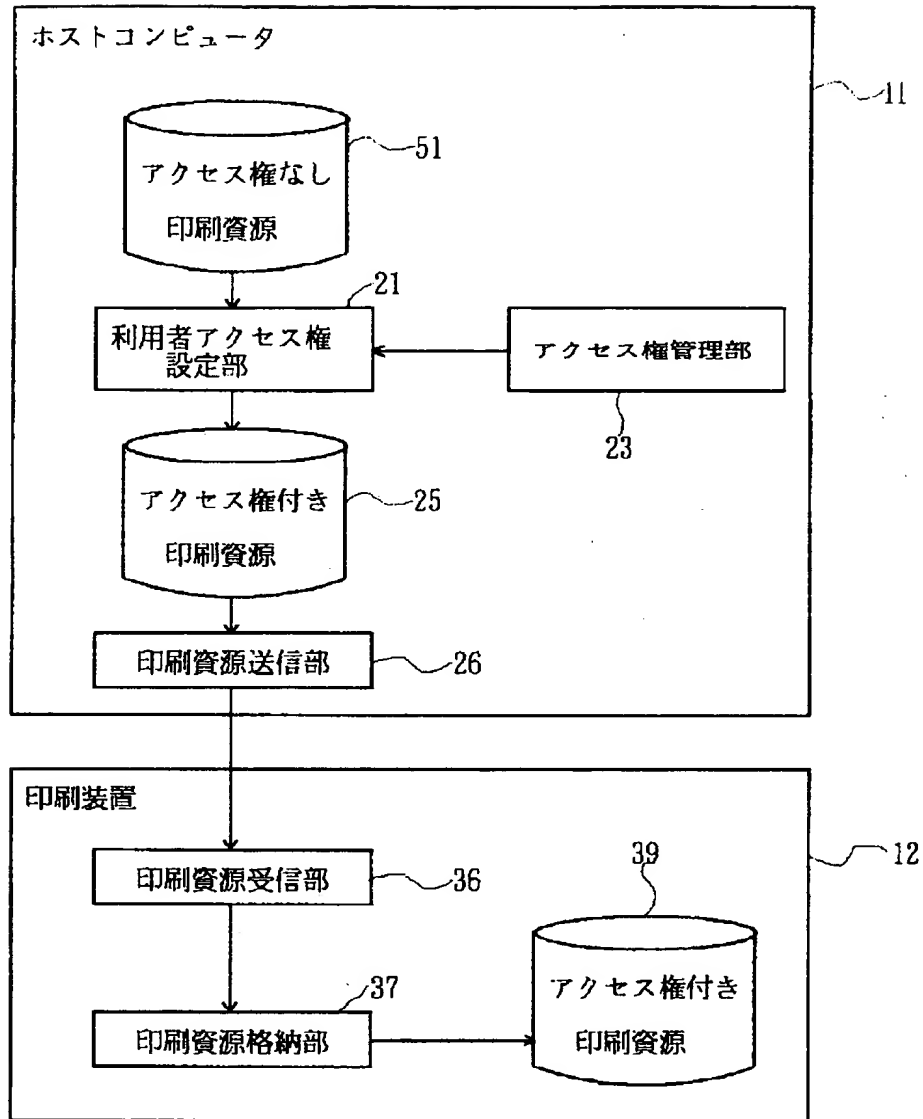 ホストコンピュータ
11
アクセス権なし
印刷資源
51
21
利用者アクセス権
設定部
アクセス権管理部
23
アクセス権付き
印刷資源
25
印刷資源送信部
26
印刷装置
12
印刷資源受信部
36
39
アクセス権付き
印刷資源
37
印刷資源格納部